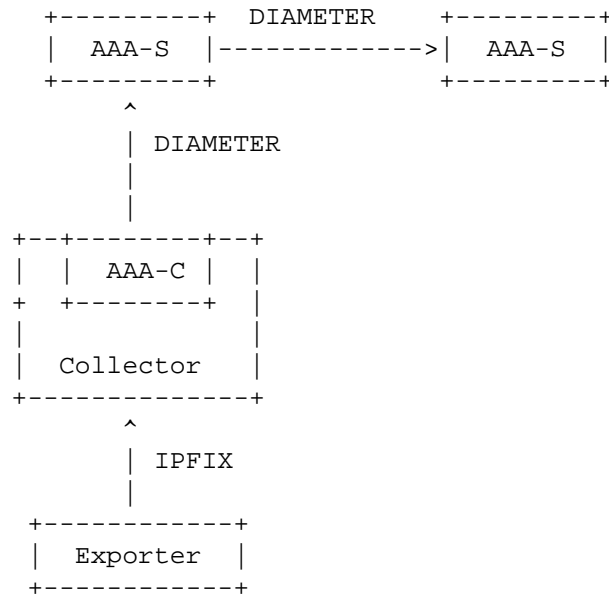 DIAMETER
AAA-S AAA-S
DIAMETER
AAA-C
Collector
IPFIX
Exporter